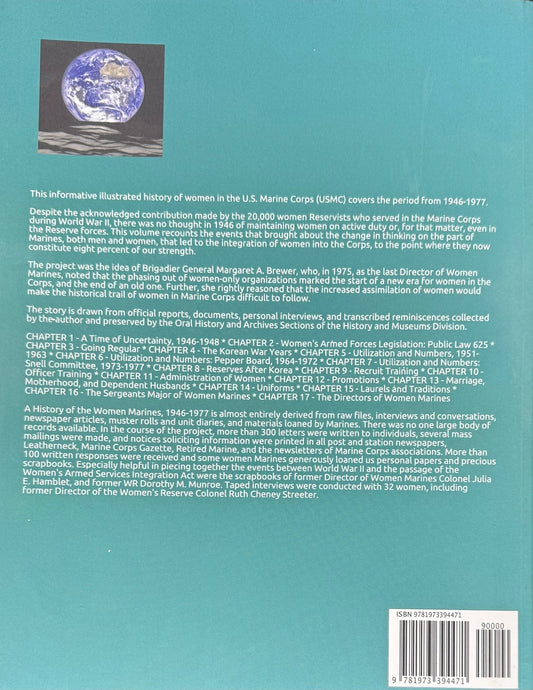 This informative illustrated history of women in the U.S. Marine Corps (USMC) covers the period from 1946-1977.
Despite the acknowledged contribution made by the 20,000 women Reservists who served in the Marine Corps
during World War II, there was no thought in 1946 of maintaining women on active duty or, for that matter, even in
the Reserve forces. This volume recounts the events that brought about the change in thinking on the part of
Marines, both men and women, that led to the integration of women into the Corps, to the point where they now
constitute eight percent of our strength.
The project was the idea of Brigadier General Margaret A. Brewer, who, in 1975, as the last Director of Women
Marines, noted that the phasing out of women-only organizations marked the start of a new era for women in the
Corps, and the end of an old one. Further, she rightly reasoned that the increased assimilation of women would
make the historical trail of women in Marine Corps difficult to follow.
The story is drawn from official reports, documents, personal interviews, and transcribed reminiscences collected
by the author and preserved by the Oral History and Archives Sections of the History and Museums Division.
CHAPTER 1 - A Time of Uncertainty, 1946-1948 * CHAPTER 2 - Women's Armed Forces Legislation: Public Law 625 *
CHAPTER 3 - Going Regular * CHAPTER 4 - The Korean War Years * CHAPTER 5 - Utilization and Numbers, 1951-
1963 * CHAPTER 6 - Utilization and Numbers: Pepper Board, 1964-1972 * CHAPTER 7 - Utilization and Numbers:
Snell Committee, 1973-1977 * CHAPTER 8 - Reserves After Korea * CHAPTER 9 - Recruit Training * CHAPTER 10 -
Officer Training * CHAPTER 11 - Administration of Women * CHAPTER 12 - Promotions * CHAPTER 13 - Marriage,
Motherhood, and Dependent Husbands * CHAPTER 14 - Uniforms * CHAPTER 15 - Laurels and Traditions *
CHAPTER 16 - The Sergeants Major of Women Marines * CHAPTER 17 - The Directors of Women Marines
A History of the Women Marines, 1946-1977 is almost entirely derived from raw files, interviews and conversations,
newspaper articles, muster rolls and unit diaries, and materials loaned by Marines. There was no one large body of
records available. In the course of the project, more than 300 letters were written to individuals, several mass
mailings were made, and notices soliciting information were printed in all post and station newspapers,
Leatherneck, Marine Corps Gazette, Retired Marine, and the newsletters of Marine Corps associations. More than
100 written responses were received and some women Marines generously loaned us personal papers and precious
scrapbooks. Especially helpful in piecing together the events between World War II and the passage of the
Women's Armed Services Integration Act were the scrapbooks of former Director of Women Marines Colonel Julia
E. Hamblet, and former WR Dorothy M. Munroe. Taped interviews were conducted with 32 women, including
former Director of the Women's Reserve Colonel Ruth Cheney Streeter.
ISBN 9781973394471
90000
9 781973 394471